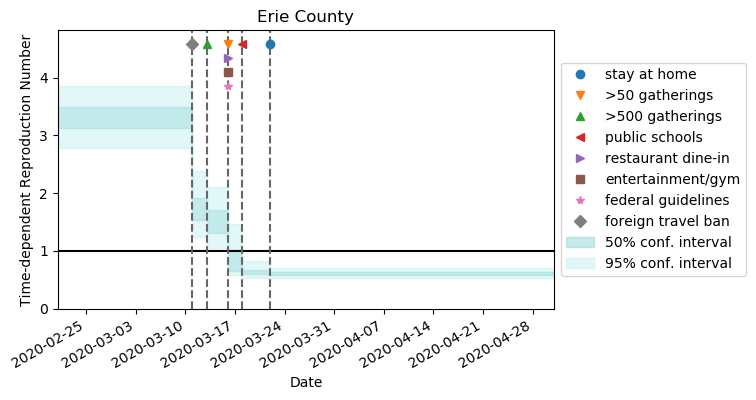 Erie County
Time-dependent Reproduction Number
4
3
2
1
0
2020-02-25
2020-03-03
2020-03-10
2020-03-17
2020-03-24
2020-03-31
2020-04-07
2020-04-14
2020-04-21
2020-04-28
Date
stay at home
>50 gatherings
>500 gatherings
public schools
restaurant dine-in
entertainment/gym
federal guidelines
foreign travel ban
50% conf. interval
95% conf. interval